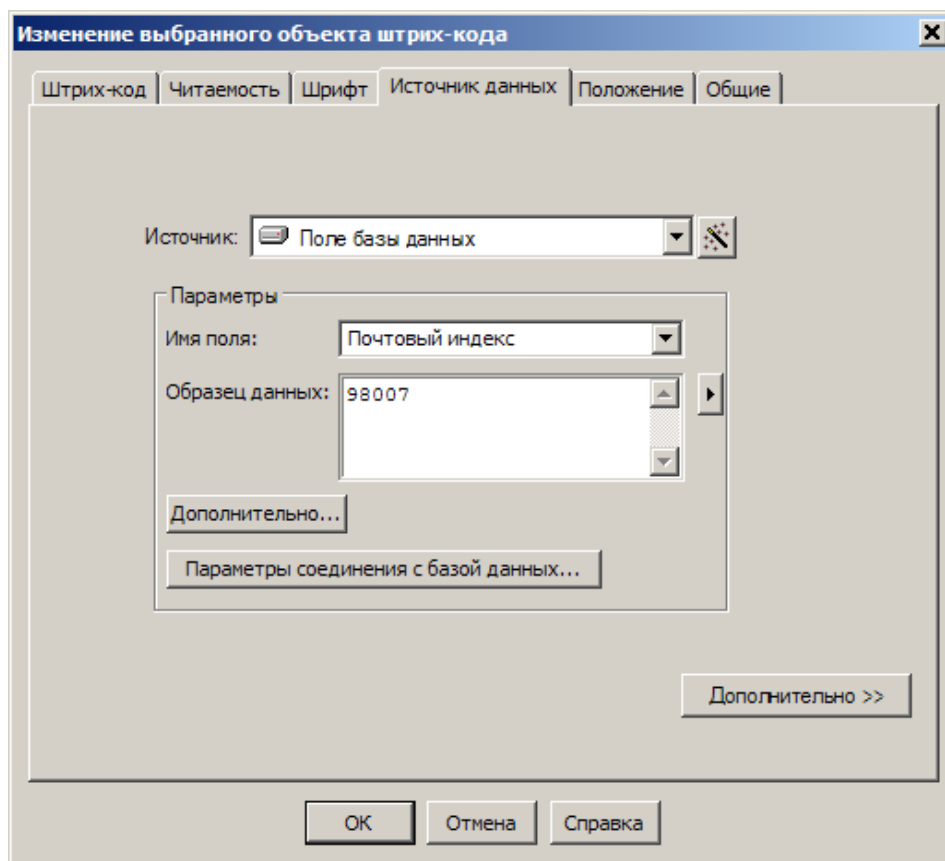 Изменение выбранного объекта штрих-кода
Штрих-код Читаемость Шрифт Источник данных Положение Общие
Источник: Поле базы данных
Параметры
Имя поля: Почтовый индекс
Образец данных: 98007
Дополнительно...
Параметры соединения с базой данных...
Дополнительно >>
ОК Отмена Справка